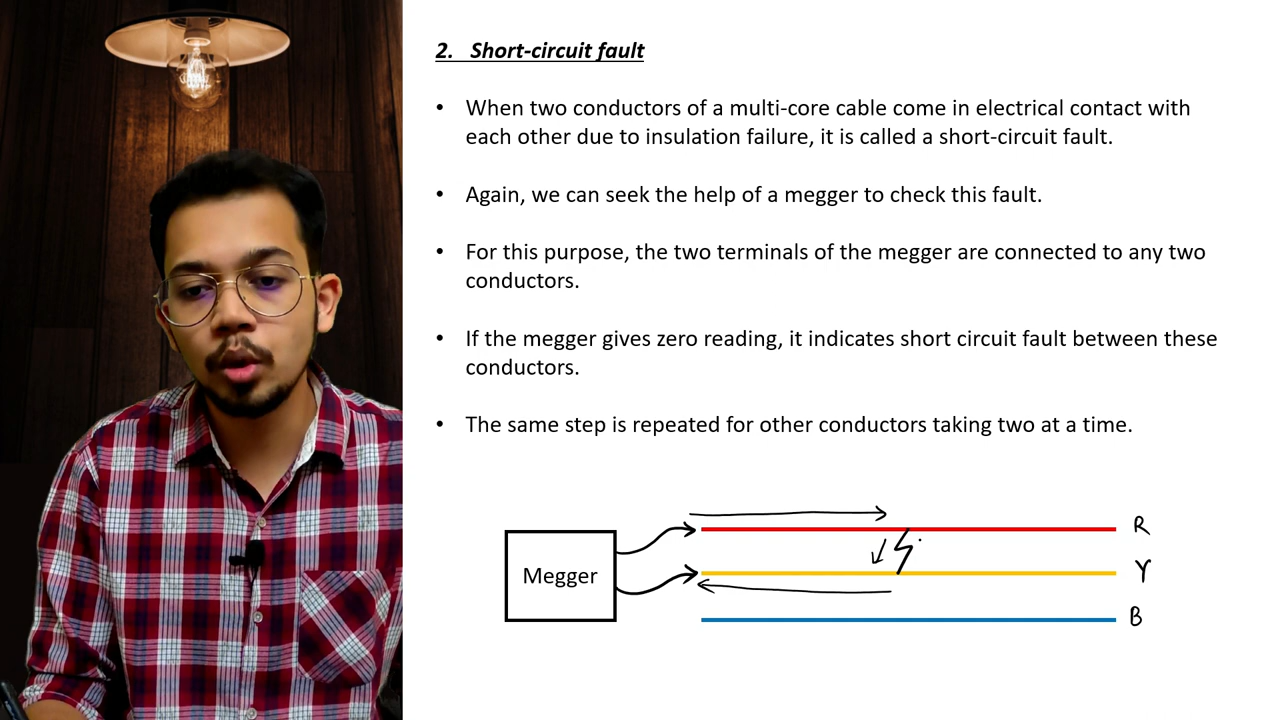 2. Short-circuit fault
• When two conductors of a multi-core cable come in electrical contact with
each other due to insulation failure, it is called a short-circuit fault.
• Again, we can seek the help of a megger to check this fault.
• For this purpose, the two terminals of the megger are connected to any two
conductors.
• If the megger gives zero reading, it indicates short circuit fault between these
conductors.
• The same step is repeated for other conductors taking two at a time.
R
Megger
Y
B